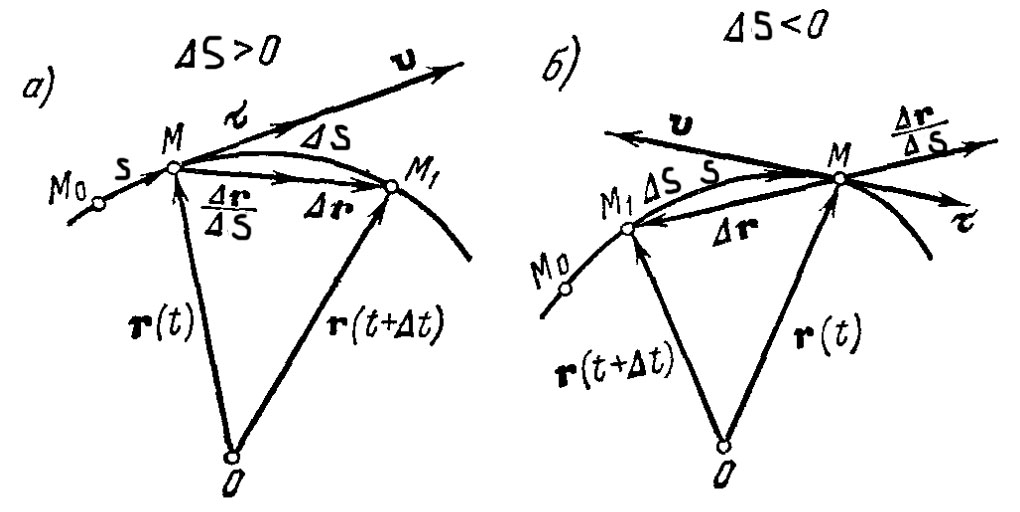 а)
ΔS>0
v
τ
ΔS
M
S
M₀
M₁
Δr/ΔS
Δr
r(t)
r(t+Δt)
O
б)
ΔS<0
v
Δr/ΔS
M
ΔS
S
M₁
τ
Δr
M₀
r(t+Δt)
r(t)
O